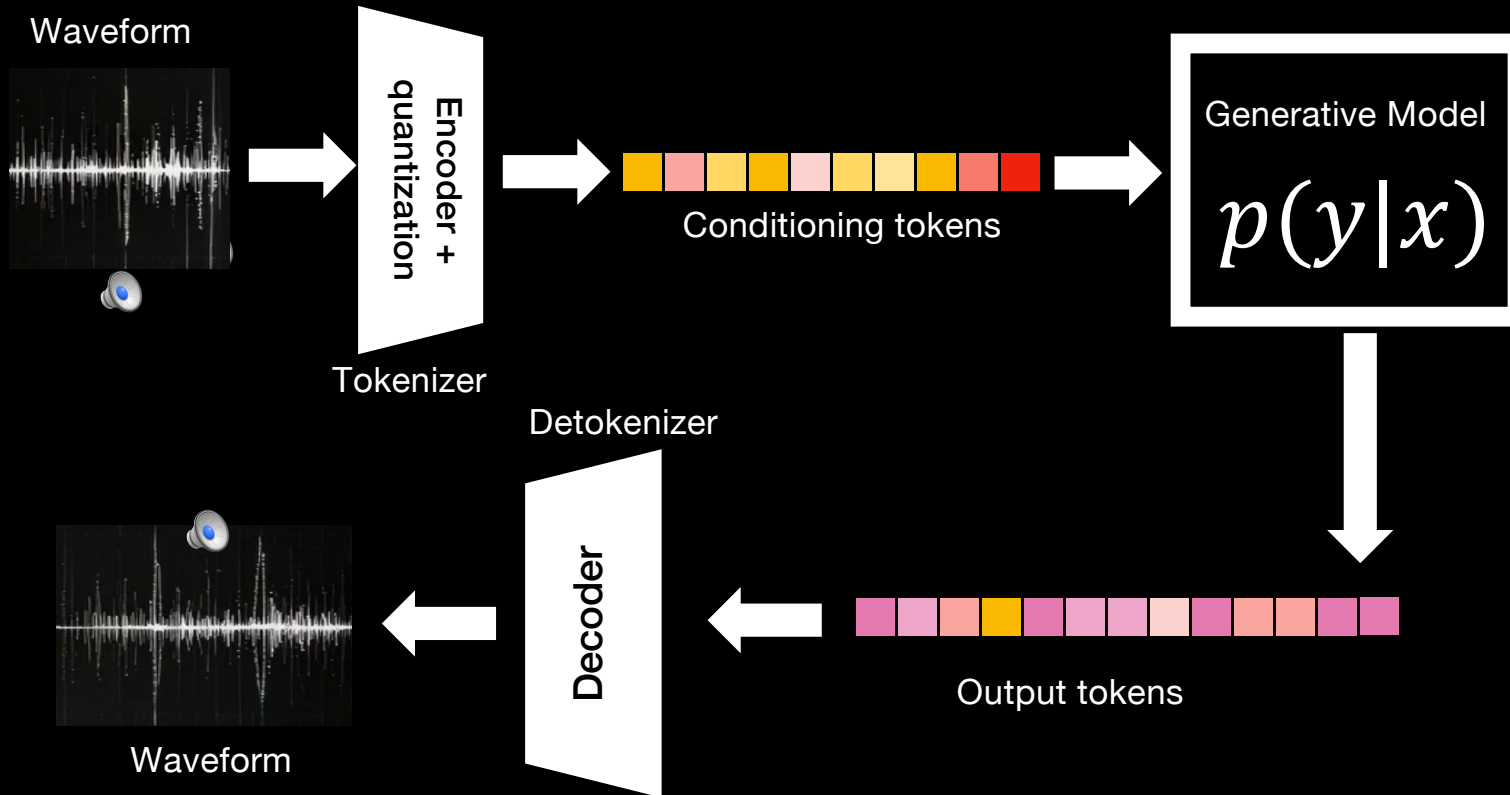 Waveform
Encoder +
quantization
Tokenizer
Conditioning tokens
Generative Model
p(y|x)
Detokenizer
Decoder
Output tokens
Waveform